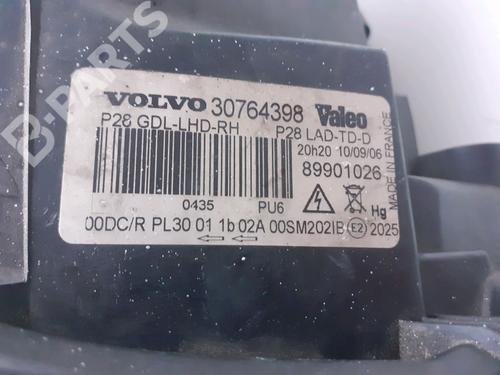 B-PARTS
VOLVO 30764398 Valeo
P28 GDL-LHD-RH P28 LAD-TD-D
20h20 10/09/06
89901026
MADE IN FRANCE
0435 PU6
Hg
00DC/R PL30 01 1b 02A 00SM202IB E2 2025